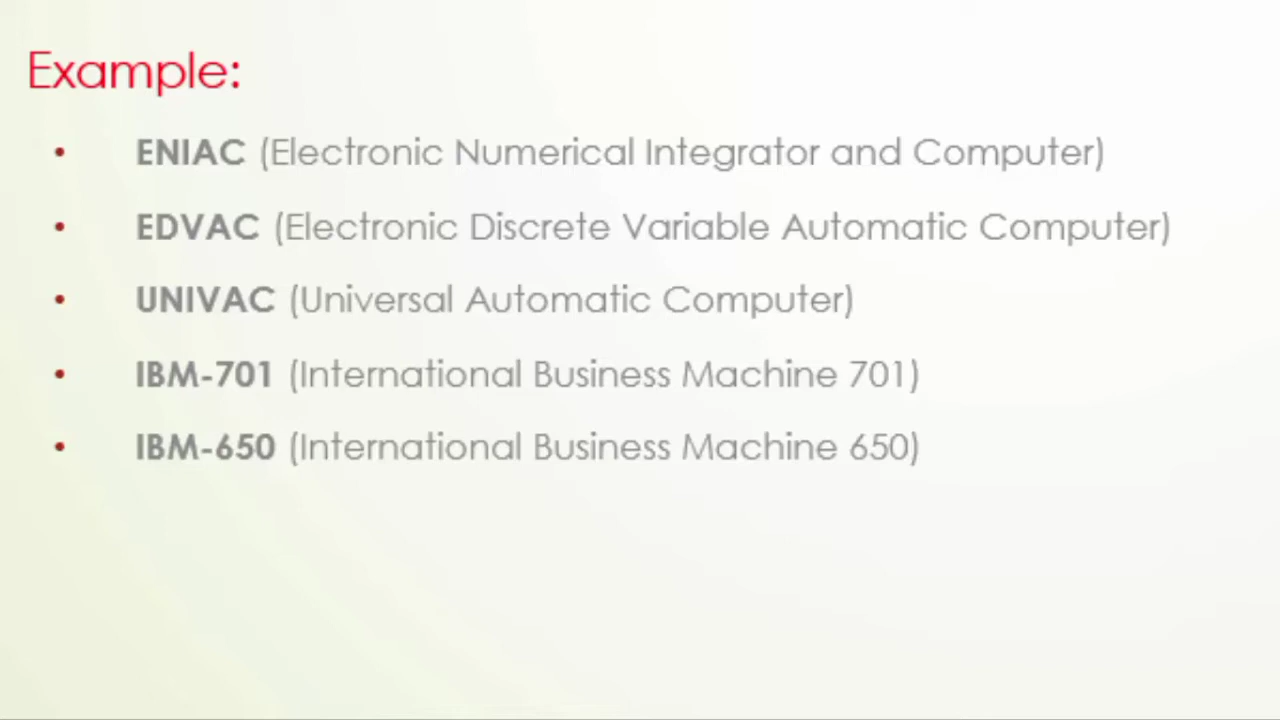 Example:
• ENIAC (Electronic Numerical Integrator and Computer)
• EDVAC (Electronic Discrete Variable Automatic Computer)
• UNIVAC (Universal Automatic Computer)
• IBM-701 (International Business Machine 701)
• IBM-650 (International Business Machine 650)